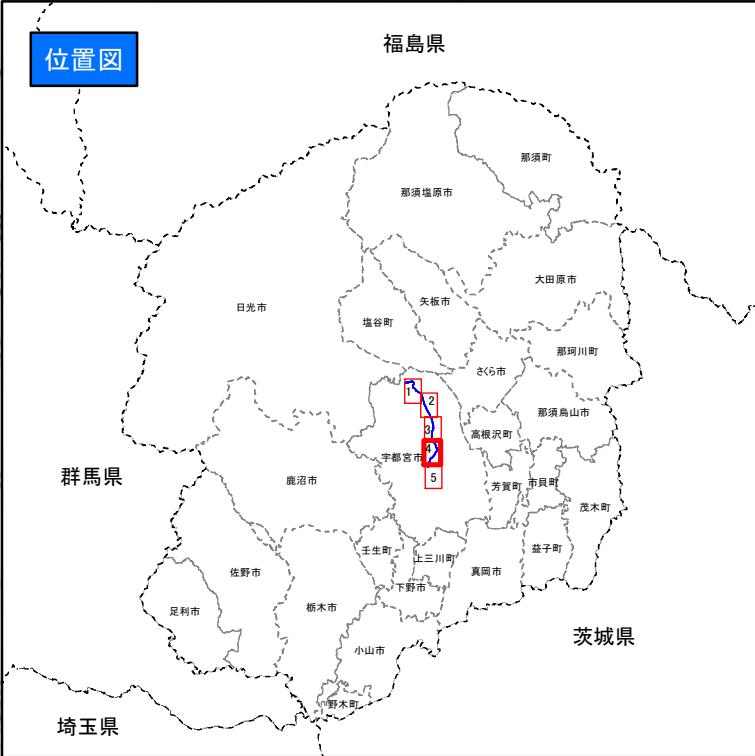 福島県
位置図
那須町
那須塩原市
大田原市
日光市
矢板市
塩谷町
那珂川町
さくら市
1
2
那須烏山市
3
高根沢町
4
宇都宮市
群馬県
鹿沼市
5
芳賀町
市貝町
茂木町
壬生町
上三川町
益子町
佐野市
真岡市
下野市
足利市
栃木市
茨城県
小山市
野木町
埼玉県